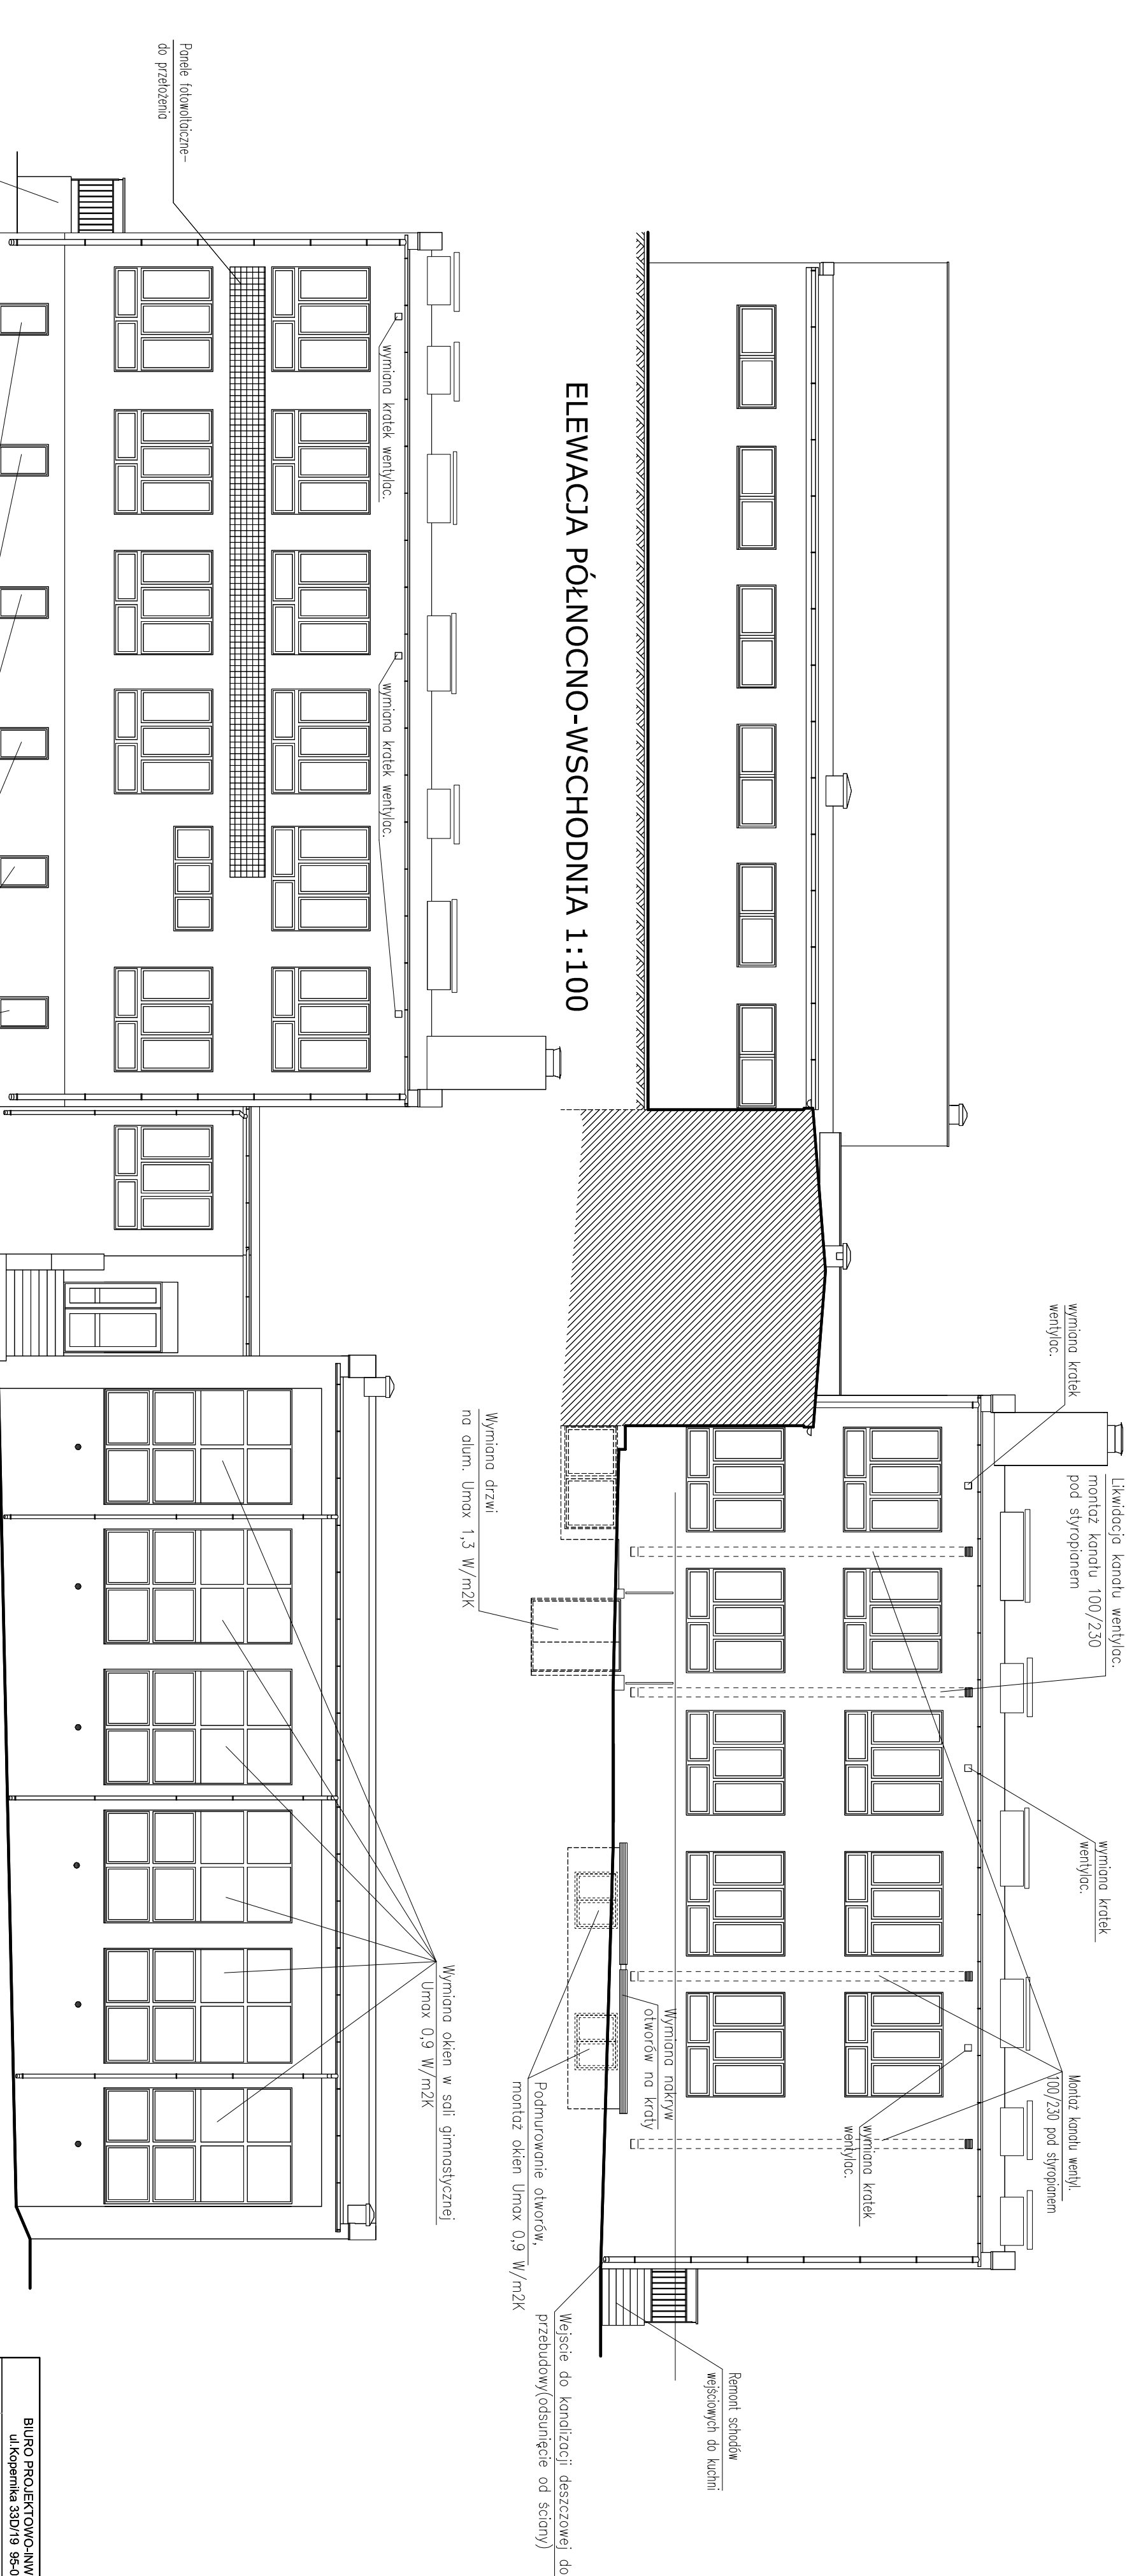 wymiana kratek
wentylac.
Likwidacja kanału wentylac.
montaż kanału 100/230
pod styropianem
wymiana kratek
wentylac.
Montaż kanału wentyl.
100/230 pod styropianem
wymiana kratek
wentylac.
Wymiana nakryw
otworów na kraty
Podmurowanie otworów,
montaż okien Umax 0,9 W/m2K
Remont schodów
wejściowych do kuchni
Wejscie do kanalizacji deszczowej do
przebudowy(odsunięcie od ściany)
Wymiana drzwi
na alum. Umax 1,3 W/m2K
ELEWACJA PÓŁNOCNO-WSCHODNIA 1:100
wymiana kratek wentylac.
wymiana kratek wentylac.
Panele fotowoltaiczne-
do przełożenia
Wymiana okien w sali gimnastycznej
Umax 0,9 W/m2K
BIURO PROJEKTOWO-INW
ul.Kopernika 33D/19 95-0